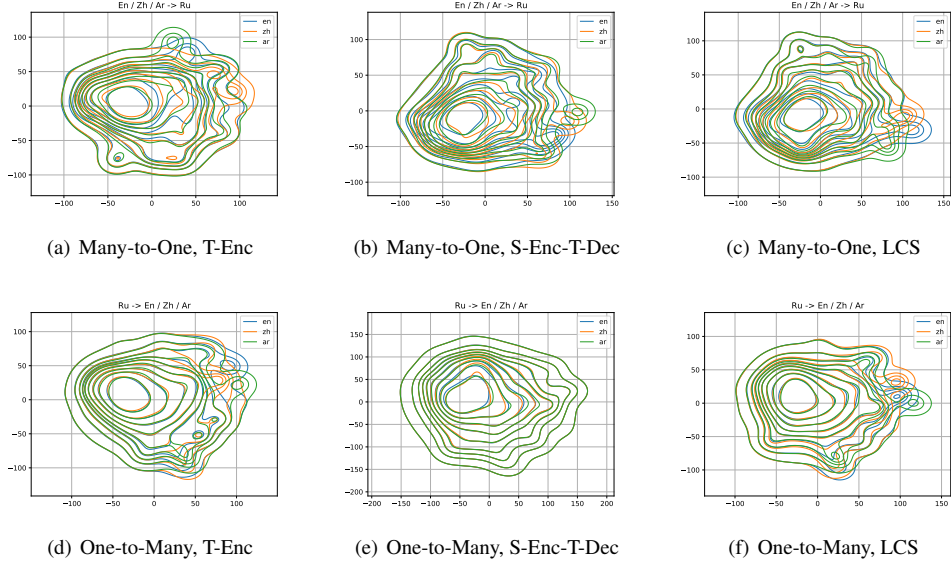 En / Zh / Ar -> Ru
en
zh
ar
100
50
0
−50
−100
−100 −50 0 50 100
(a) Many-to-One, T-Enc
En / Zh / Ar -> Ru
en
zh
ar
100
50
0
−50
−100
−100 −50 0 50 100 150
(b) Many-to-One, S-Enc-T-Dec
En / Zh / Ar -> Ru
en
zh
ar
100
50
0
−50
−100
−100 −50 0 50 100 150
(c) Many-to-One, LCS
Ru -> En / Zh / Ar
en
zh
ar
100
50
0
−50
−100
−100 −50 0 50 100
(d) One-to-Many, T-Enc
Ru -> En / Zh / Ar
en
zh
ar
150
100
50
0
−50
−100
−150
−200
−200 −150 −100 −50 0 50 100 150 200
(e) One-to-Many, S-Enc-T-Dec
Ru -> En / Zh / Ar
en
zh
ar
100
50
0
−50
−100
−100 −50 0 50 100 150
(f) One-to-Many, LCS